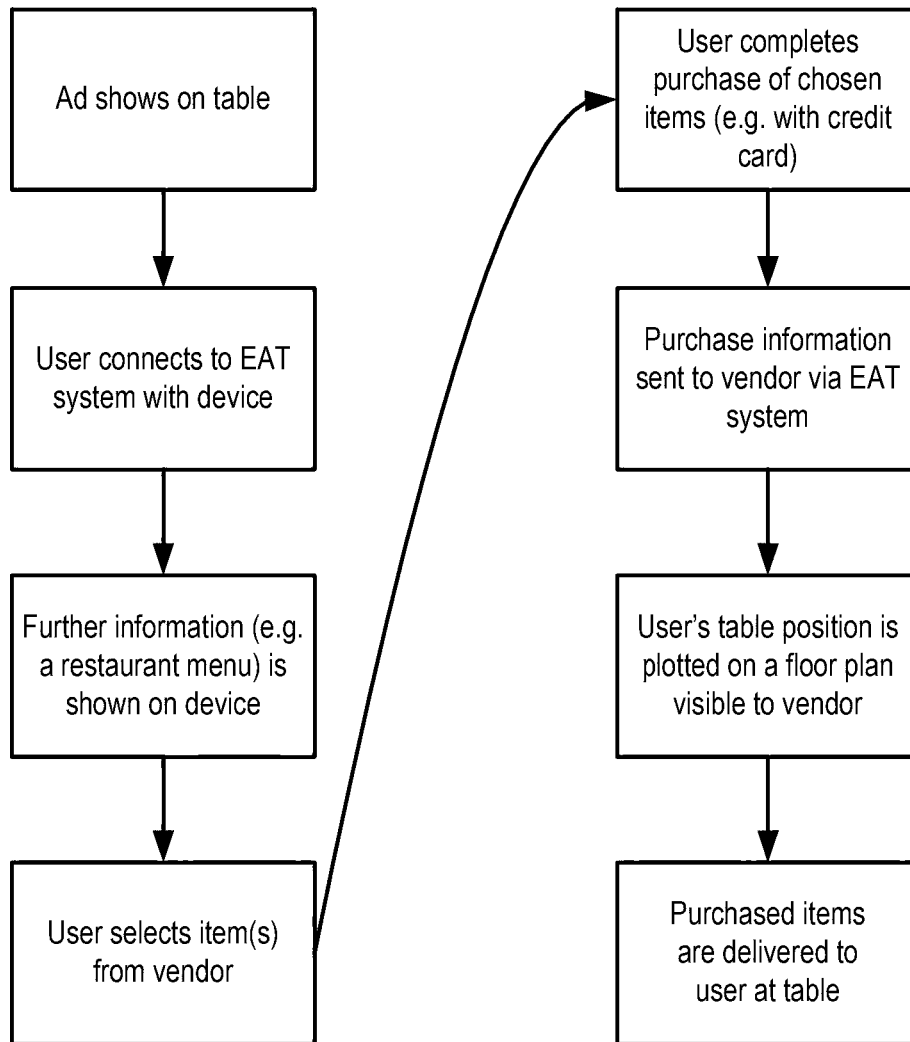 Ad shows on table
User connects to EAT
system with device
Further information (e.g.
a restaurant menu) is
shown on device
User selects item(s)
from vendor
User completes
purchase of chosen
items (e.g. with credit
card)
Purchase information
sent to vendor via EAT
system
User’s table position is
plotted on a floor plan
visible to vendor
Purchased items
are delivered to
user at table